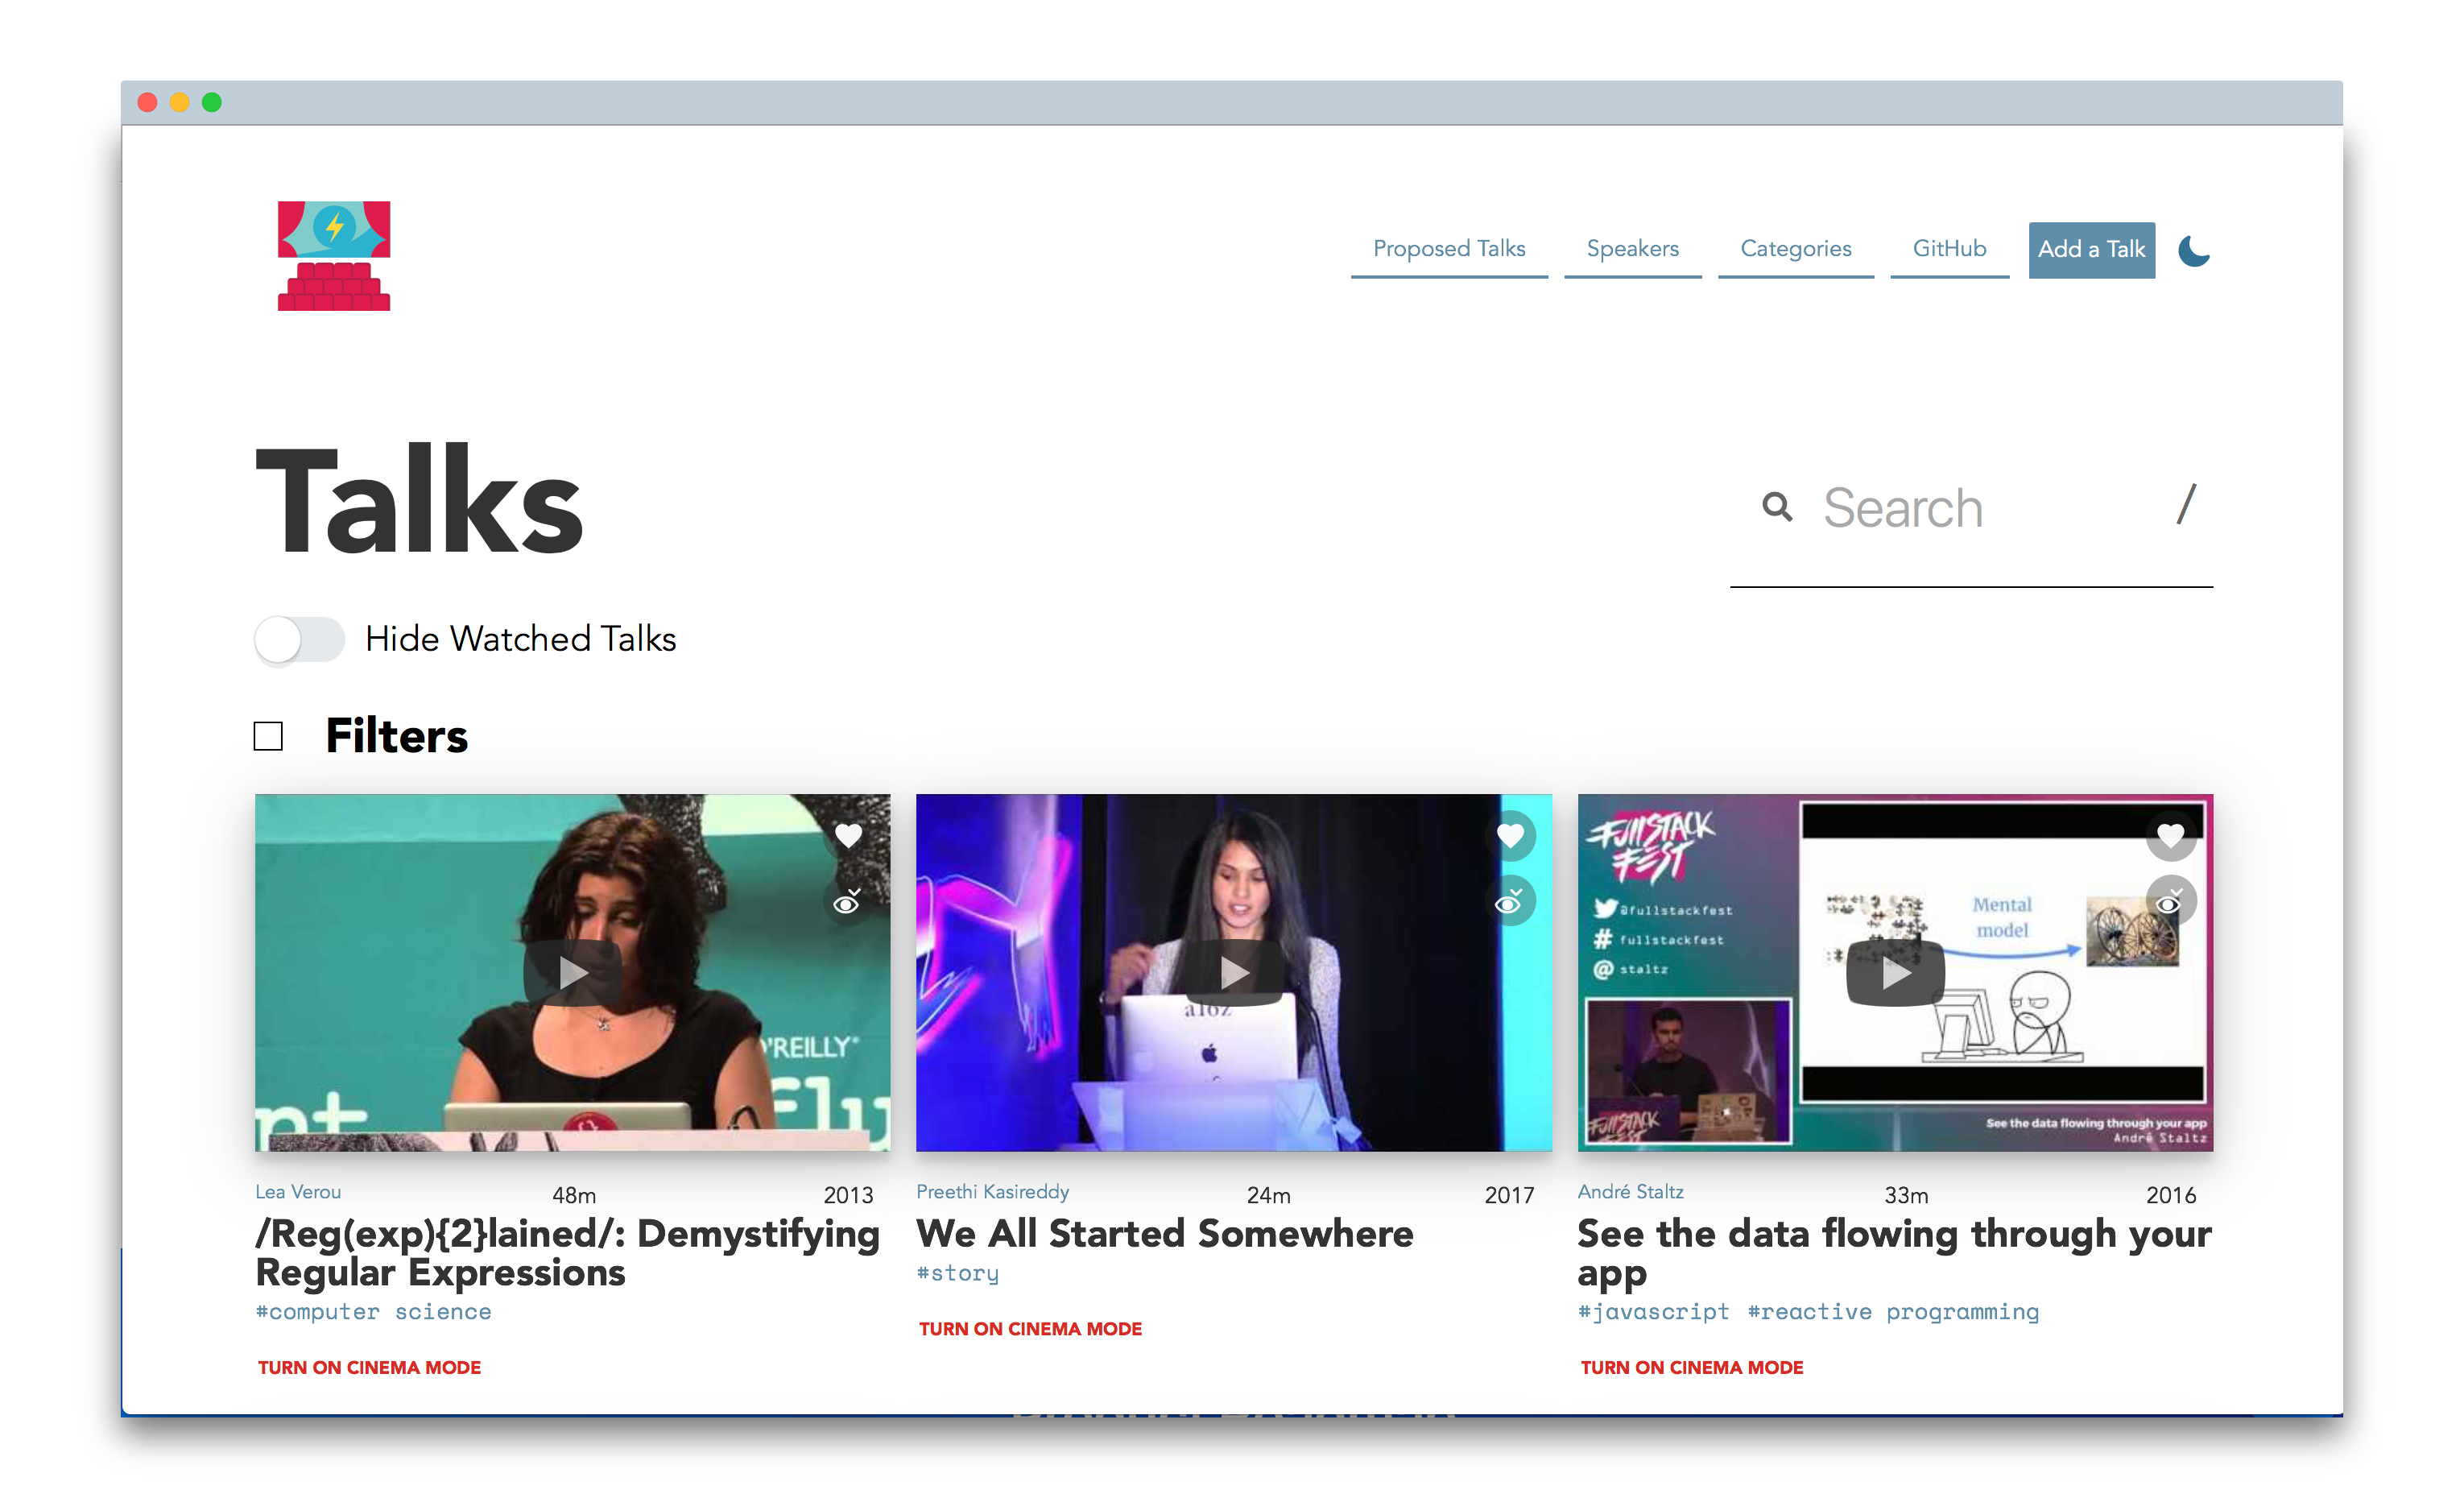 Proposed Talks
Speakers
Categories
GitHub
Add a Talk
Talks
Search
/
Hide Watched Talks
Filters
O'REILLY
FULLSTACK
FEST
@fullstackfest
# fullstackfest
@ staltz
Mental
model
FULLSTACK
FEST
See the data flowing through your app
André Staltz
Lea Verou
48m
2013
/Reg(exp){2}lained/: Demystifying
Regular Expressions
#computer science
TURN ON CINEMA MODE
Preethi Kasireddy
24m
2017
We All Started Somewhere
#story
TURN ON CINEMA MODE
André Staltz
33m
2016
See the data flowing through your
app
#javascript #reactive programming
TURN ON CINEMA MODE